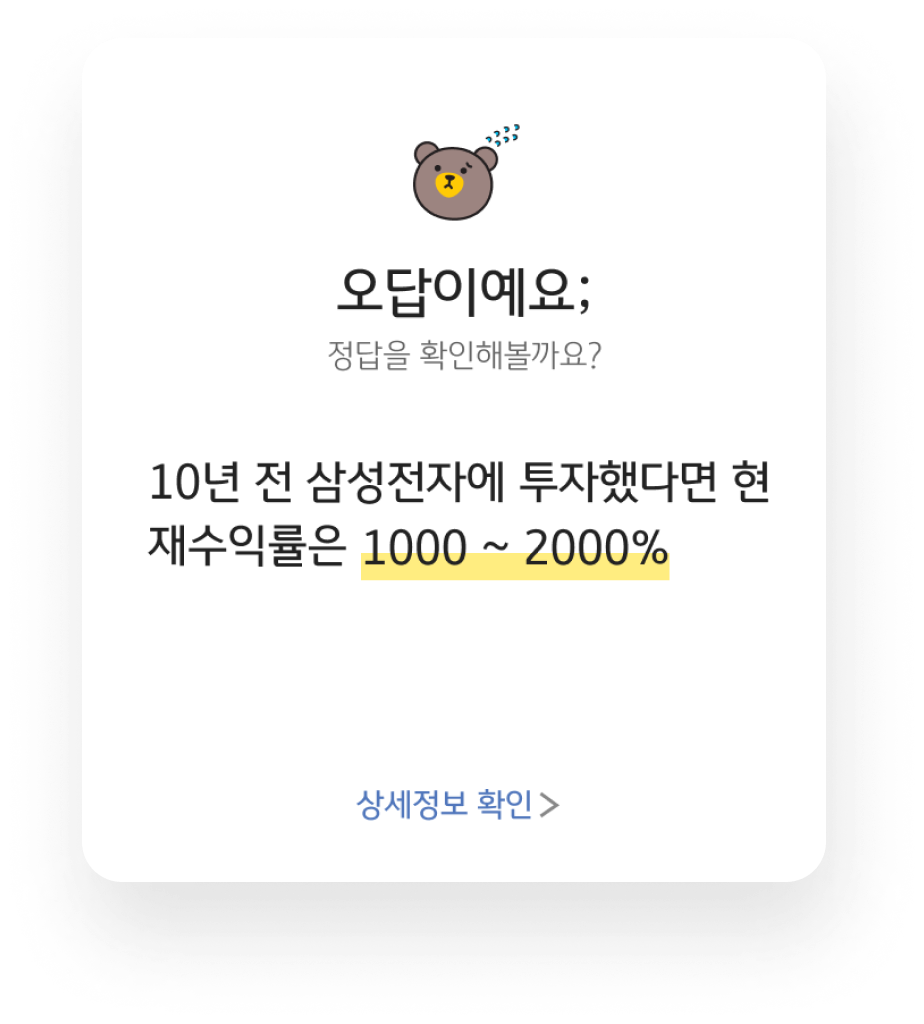 오답이예요;
정답을 확인해볼까요?
10년 전 삼성전자에 투자했다면 현
재수익률은 1000 ~ 2000%
상세정보 확인 >